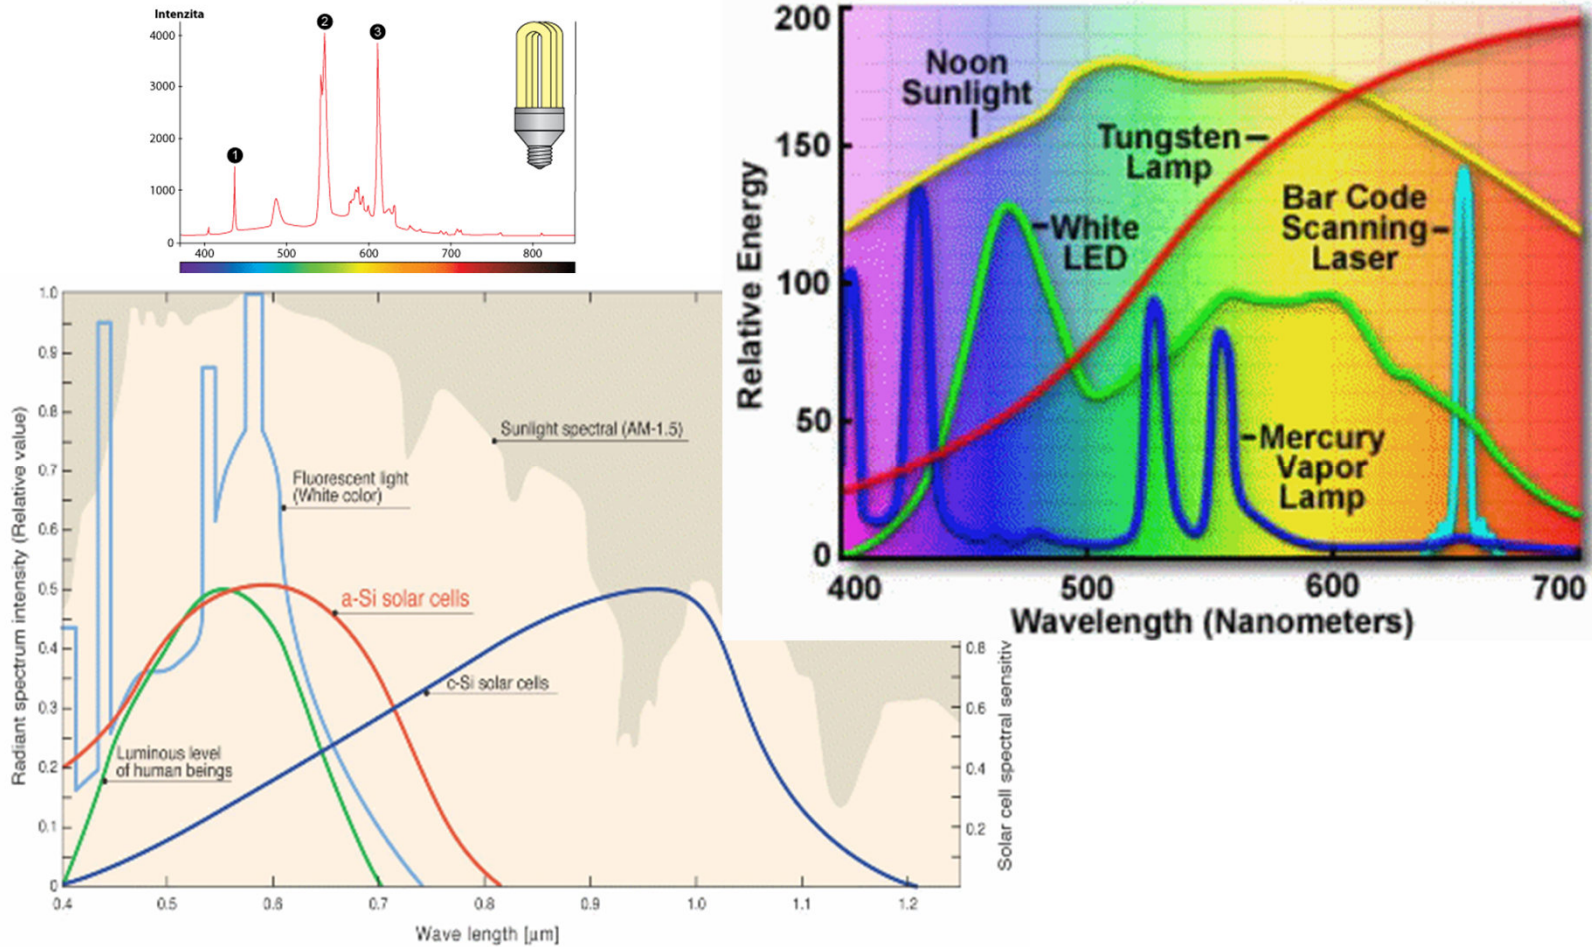 Intenzita
4000
3000
2000
1000
0
1
2
3
400
500
600
700
800
200
150
100
50
0
Relative Energy
Noon
Sunlight
Tungsten
Lamp
White
LED
Bar Code
Scanning
Laser
Mercury
Vapor
Lamp
400
500
600
700
Wavelength (Nanometers)
1.0
0.9
0.8
0.7
0.6
0.5
0.4
0.3
0.2
0.1
0
Radiant spectrum intensity (Relative value)
Sunlight spectral (AM-1.5)
Fluorescent light
(White color)
a-Si solar cells
c-Si solar cells
Luminous level
of human beings
0.8
0.6
0.4
0.2
Solar cell spectral sensitiv
0.4
0.5
0.6
0.7
0.8
0.9
1.0
1.1
1.2
Wave length [μm]